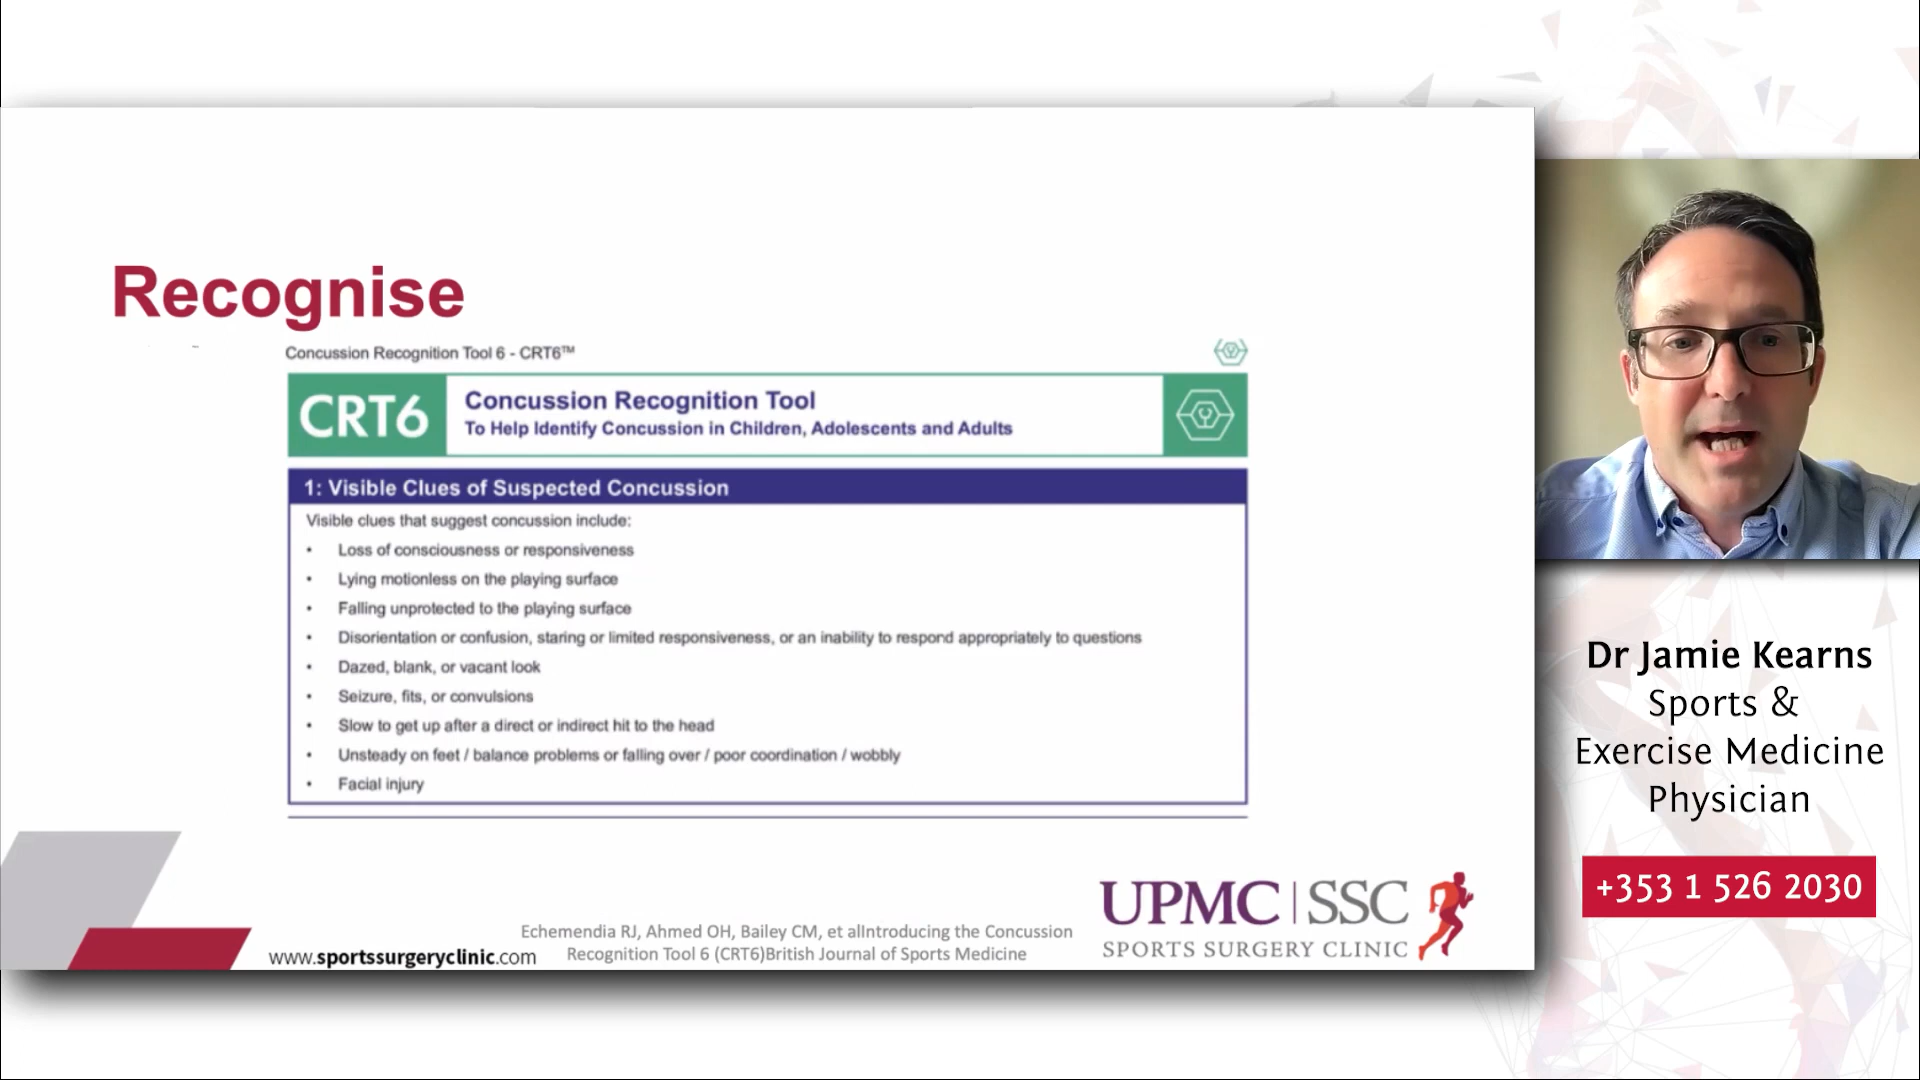 Recognise
Concussion Recognition Tool 6 - CRT6™
CRT6
Concussion Recognition Tool
To Help Identify Concussion in Children, Adolescents and Adults
1: Visible Clues of Suspected Concussion
Visible clues that suggest concussion include:
• Loss of consciousness or responsiveness
• Lying motionless on the playing surface
• Falling unprotected to the playing surface
• Disorientation or confusion, staring or limited responsiveness, or an inability to respond appropriately to questions
• Dazed, blank, or vacant look
• Seizure, fits, or convulsions
• Slow to get up after a direct or indirect hit to the head
• Unsteady on feet / balance problems or falling over / poor coordination / wobbly
• Facial injury
www.sportssurgeryclinic.com
Echemendia RJ, Ahmed OH, Bailey CM, et alIntroducing the Concussion
Recognition Tool 6 (CRT6)British Journal of Sports Medicine
UPMC | SSC
SPORTS SURGERY CLINIC
Dr Jamie Kearns
Sports &
Exercise Medicine
Physician
+353 1 526 2030